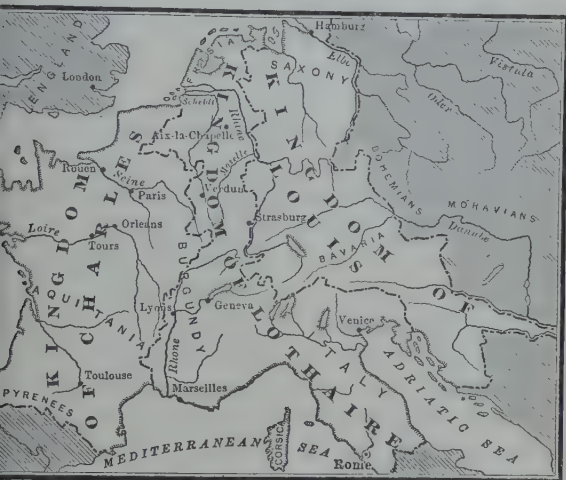 ENGLAND
London
Hamburg
Elbe
SAXONY
Vistula
Oder
FRISIA
Scheldt
Rhine
Aix-la-Chapelle
Moselle
Verdun
Rouen
Seine
Paris
Strasburg
BOHEMIANS
MORAVIANS
Danube
Loire
Orleans
Tours
BAVARIA
BURGUNDY
AQUITANIA
Lyons
Geneva
Venice
Rhone
Toulouse
Marseilles
PYRENEES
ITALY
ADRIATIC SEA
MEDITERRANEAN SEA
CORSICA
Rome
KINGDOM OF CHARLES
KINGDOM OF LOTHAIRE
KINGDOM OF LOUIS